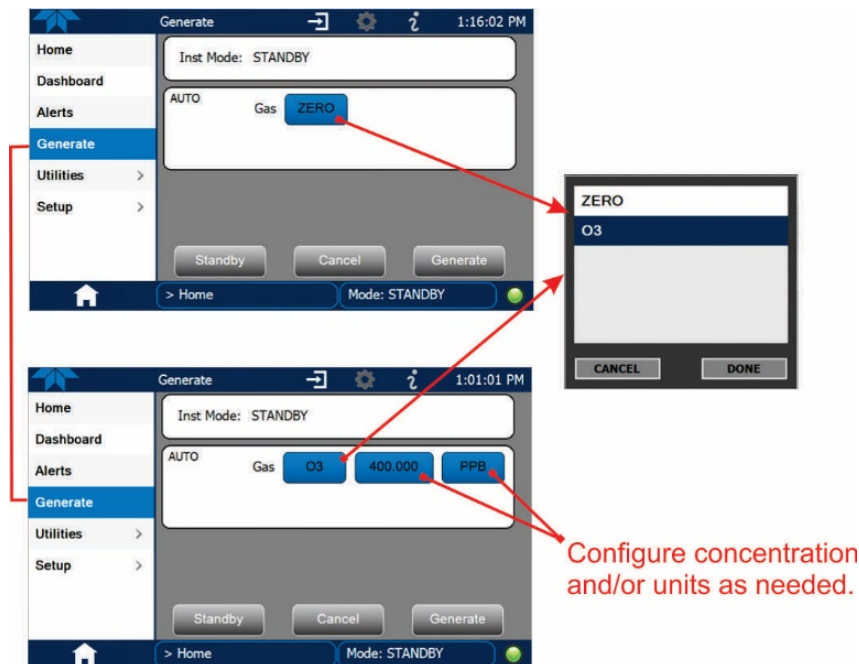 Generate 1:16:02 PM
Home
Dashboard
Alerts
Generate
Utilities >
Setup >
Inst Mode: STANDBY
AUTO
Gas ZERO
Standby Cancel Generate
> Home Mode: STANDBY
ZERO
O3
CANCEL DONE
Generate 1:01:01 PM
Home
Dashboard
Alerts
Generate
Utilities >
Setup >
Inst Mode: STANDBY
AUTO
Gas O3 400.000 PPB
Standby Cancel Generate
> Home Mode: STANDBY
Configure concentration
and/or units as needed.